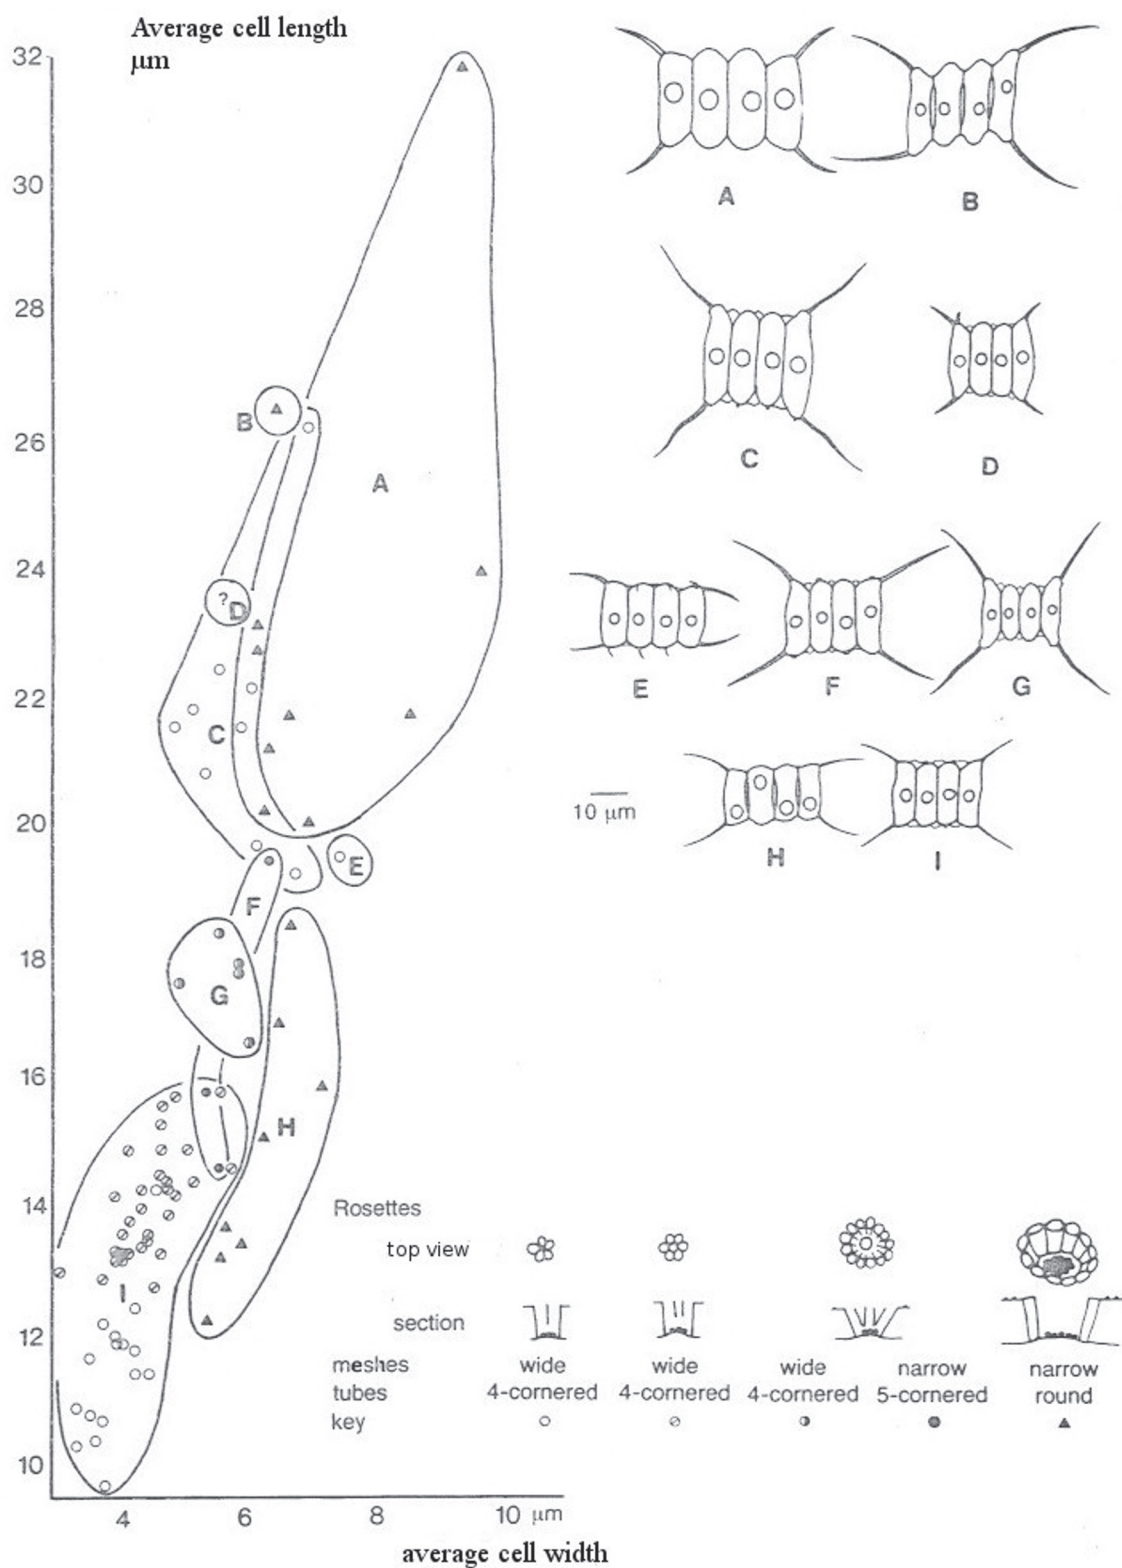 Average cell length
μm
32
30
28
26
24
22
20
18
16
14
12
10
A
B
C
D
E
F
G
H
I
10 μm
B
A
?
D
C
E
F
G
H
I
Rosettes
top view
section
meshes wide wide wide narrow narrow
tubes 4-cornered 4-cornered 4-cornered 5-cornered round
key
4 6 8 10 μm
average cell width